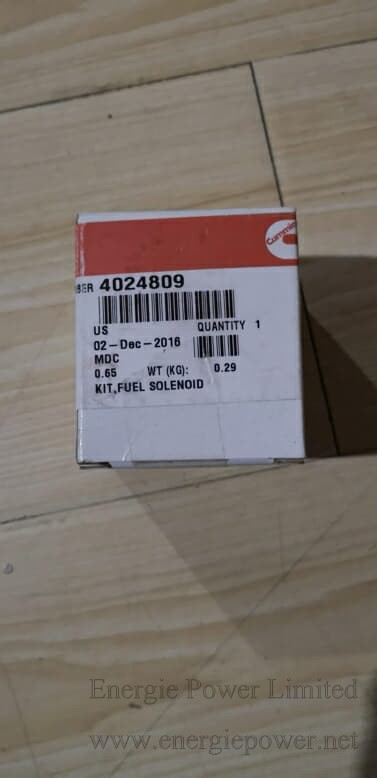 Cummins
BER 4024809
US QUANTITY 1
02-Dec-2016
MDC
0.65 WT (KG): 0.29
KIT,FUEL SOLENOID
Energie Power Limited
www.energiepower.net